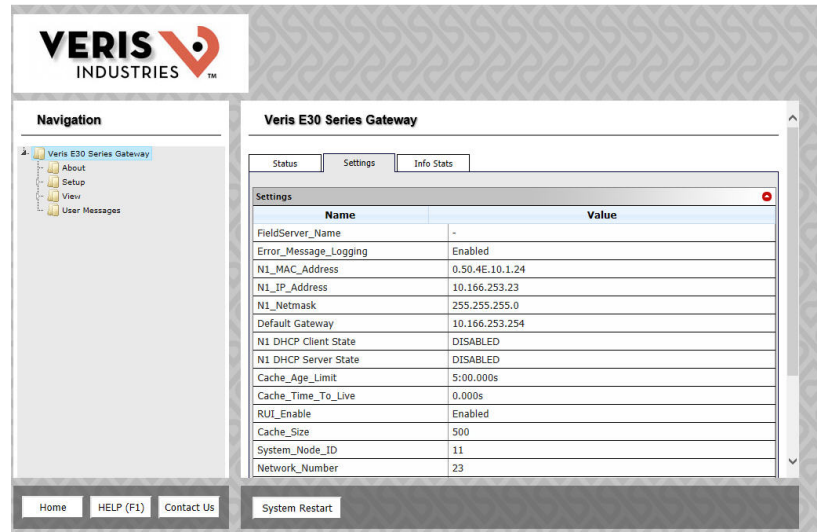 VERIS
INDUSTRIES ™
Navigation
Veris E30 Series Gateway
About
Setup
View
User Messages
Veris E30 Series Gateway
Status Settings Info Stats
Settings
Name Value
FieldServer_Name -
Error_Message_Logging Enabled
N1_MAC_Address 0.50.4E.10.1.24
N1_IP_Address 10.166.253.23
N1_Netmask 255.255.255.0
Default Gateway 10.166.253.254
N1 DHCP Client State DISABLED
N1 DHCP Server State DISABLED
Cache_Age_Limit 5:00.000s
Cache_Time_To_Live 0.000s
RUI_Enable Enabled
Cache_Size 500
System_Node_ID 11
Network_Number 23
Home HELP (F1) Contact Us System Restart